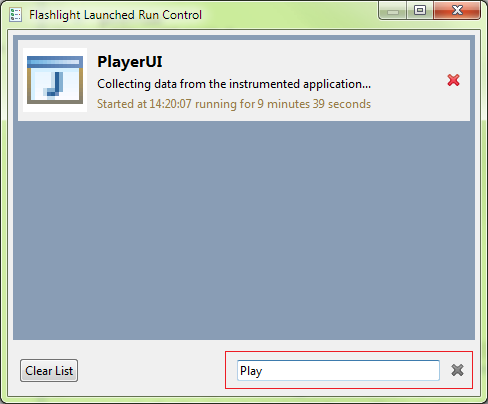 Flashlight Launched Run Control
PlayerUI
Collecting data from the instrumented application...
Started at 14:20:07 running for 9 minutes 39 seconds
Clear List
Play